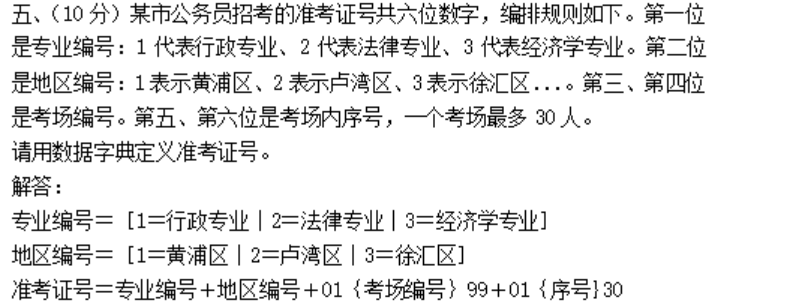 五、（10 分）某市公务员招考的准考证号共六位数字，编排规则如下。第一位
是专业编号：1 代表行政专业、2 代表法律专业、3 代表经济学专业。第二位
是地区编号：1表示黄浦区、2 表示卢湾区、3 表示徐汇区...。第三、第四位
是考场编号。第五、第六位是考场内序号，一个考场最多 30 人。
请用数据字典定义准考证号。
解答：
专业编号＝［1＝行政专业｜2＝法律专业｜3＝经济学专业］
地区编号＝［1＝黄浦区｜2＝卢湾区｜3＝徐汇区］
准考证号＝专业编号＋地区编号＋01｛考场编号｝99＋01｛序号}30